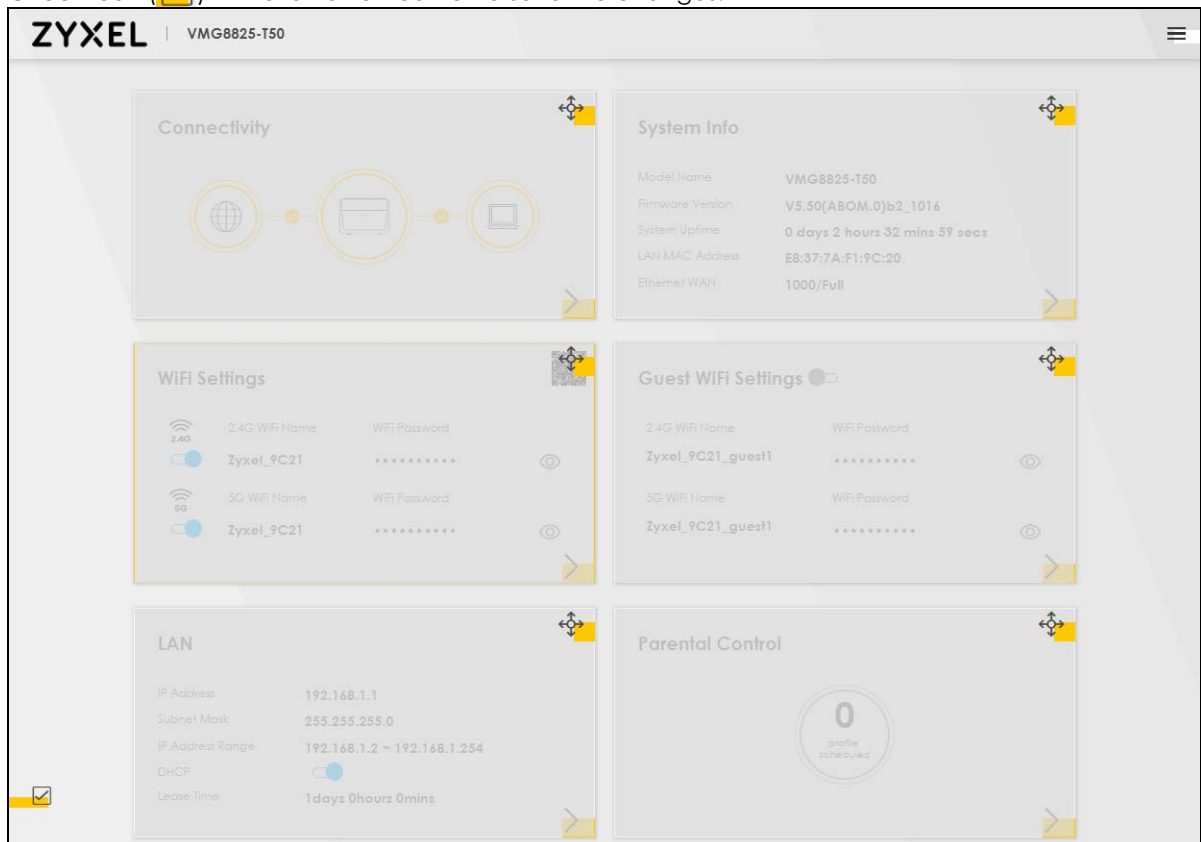 ZYXEL | VMG8825-T50
Connectivity
System Info
Model Name VMG8825-T50
Firmware Version V5.50(ABOM.0)b2_1016
System Uptime 0 days 2 hours 32 mins 59 secs
LAN MAC Address E8:37:7A:F1:9C:20
Ethernet WAN 1000/Full
WiFi Settings
2.4G
2.4G WiFi Name WiFi Password
Zyxel_9C21 ••••••••••
5G
5G WiFi Name WiFi Password
Zyxel_9C21 ••••••••••
Guest WiFi Settings
2.4G WiFi Name WiFi Password
Zyxel_9C21_guest1 ••••••••••
5G WiFi Name WiFi Password
Zyxel_9C21_guest1 ••••••••••
LAN
IP Address 192.168.1.1
Subnet Mask 255.255.255.0
IP Address Range 192.168.1.2 ~ 192.168.1.254
DHCP
Lease Time 1days 0hours 0mins
Parental Control
0
profile
scheduled